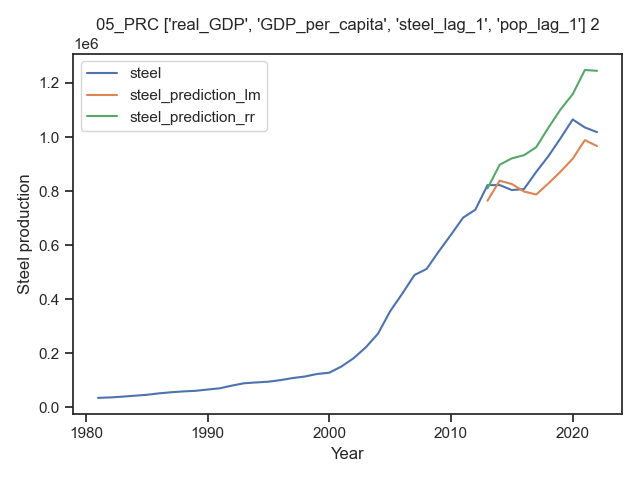 05_PRC ['real_GDP', 'GDP_per_capita', 'steel_lag_1', 'pop_lag_1'] 2
1e6
steel
steel_prediction_lm
steel_prediction_rr
1.2
1.0
0.8
0.6
0.4
0.2
0.0
Steel production
1980
1990
2000
2010
2020
Year